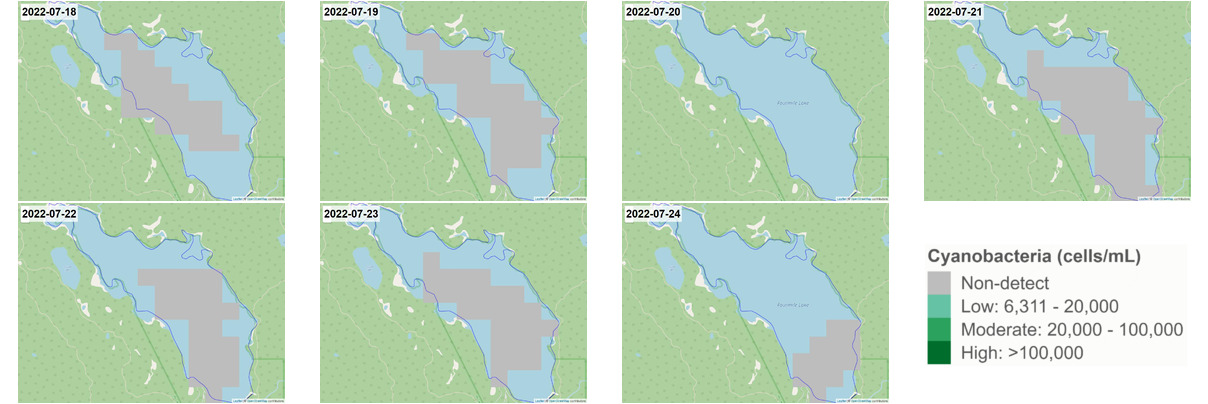 2022-07-18
2022-07-19
2022-07-20
2022-07-21
2022-07-22
2022-07-23
2022-07-24
Cyanobacteria (cells/mL)
Non-detect
Low: 6,311 - 20,000
Moderate: 20,000 - 100,000
High: >100,000